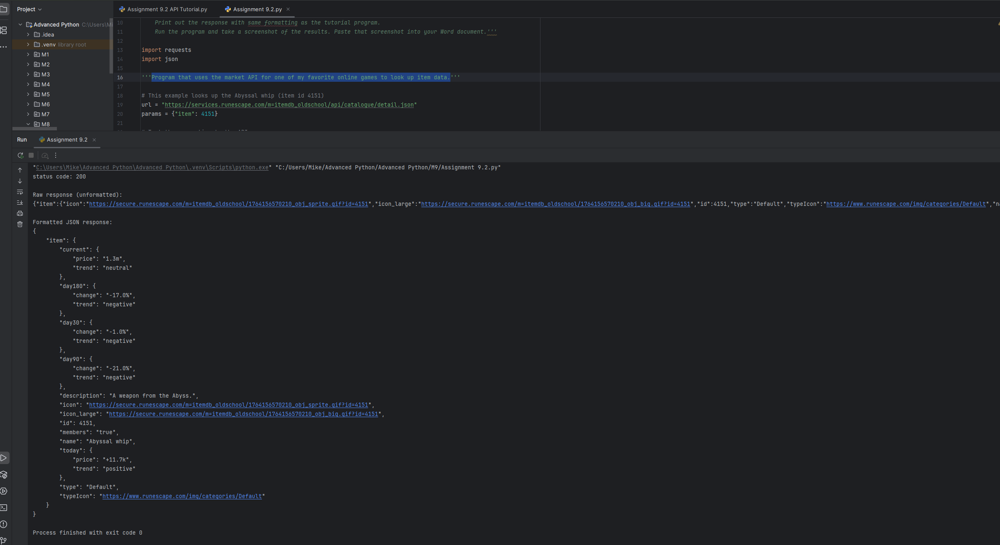 Project
Assignment 9.2 API Tutorial.py
Assignment 9.2.py
Advanced Python C:\Users\Mi
.idea
.venv library root
M1
M2
M3
M4
M5
M6
M7
M8
10 Print out the response with same formatting as the tutorial program.
11 Run the program and take a screenshot of the results. Paste that screenshot into your Word document.'''
12
13 import requests
14 import json
15
16 '''Program that uses the market API for one of my favorite online games to look up item data.'''
17
18 # This example looks up the Abyssal whip (item id 4151)
19 url = "https://services.runescape.com/m=itemdb_oldschool/api/catalogue/detail.json"
20 params = {"item": 4151}
21
Run
Assignment 9.2
"C:\Users\Mike\Advanced Python\Advanced Python\.venv\Scripts\python.exe" "C:/Users/Mike/Advanced Python/Advanced Python/M9/Assignment 9.2.py"
status code: 200
Raw response (unformatted):
{"item":{"icon":"https://secure.runescape.com/m=itemdb_oldschool/1764156570210_obj_sprite.gif?id=4151","icon_large":"https://secure.runescape.com/m=itemdb_oldschool/1764156570210_obj_big.gif?id=4151","id":4151,"type":"Default","typeIcon":"https://www.runescape.com/img/categories/Default","n
Formatted JSON response:
{
"item": {
"current": {
"price": "1.3m",
"trend": "neutral"
},
"day180": {
"change": "-17.0%",
"trend": "negative"
},
"day30": {
"change": "-1.0%",
"trend": "negative"
},
"day90": {
"change": "-21.0%",
"trend": "negative"
},
"description": "A weapon from the Abyss.",
"icon": "https://secure.runescape.com/m=itemdb_oldschool/1764156570210_obj_sprite.gif?id=4151",
"icon_large": "https://secure.runescape.com/m=itemdb_oldschool/1764156570210_obj_big.gif?id=4151",
"id": 4151,
"members": "true",
"name": "Abyssal whip",
"today": {
"price": "+11.7k",
"trend": "positive"
},
"type": "Default",
"typeIcon": "https://www.runescape.com/img/categories/Default"
}
}
Process finished with exit code 0